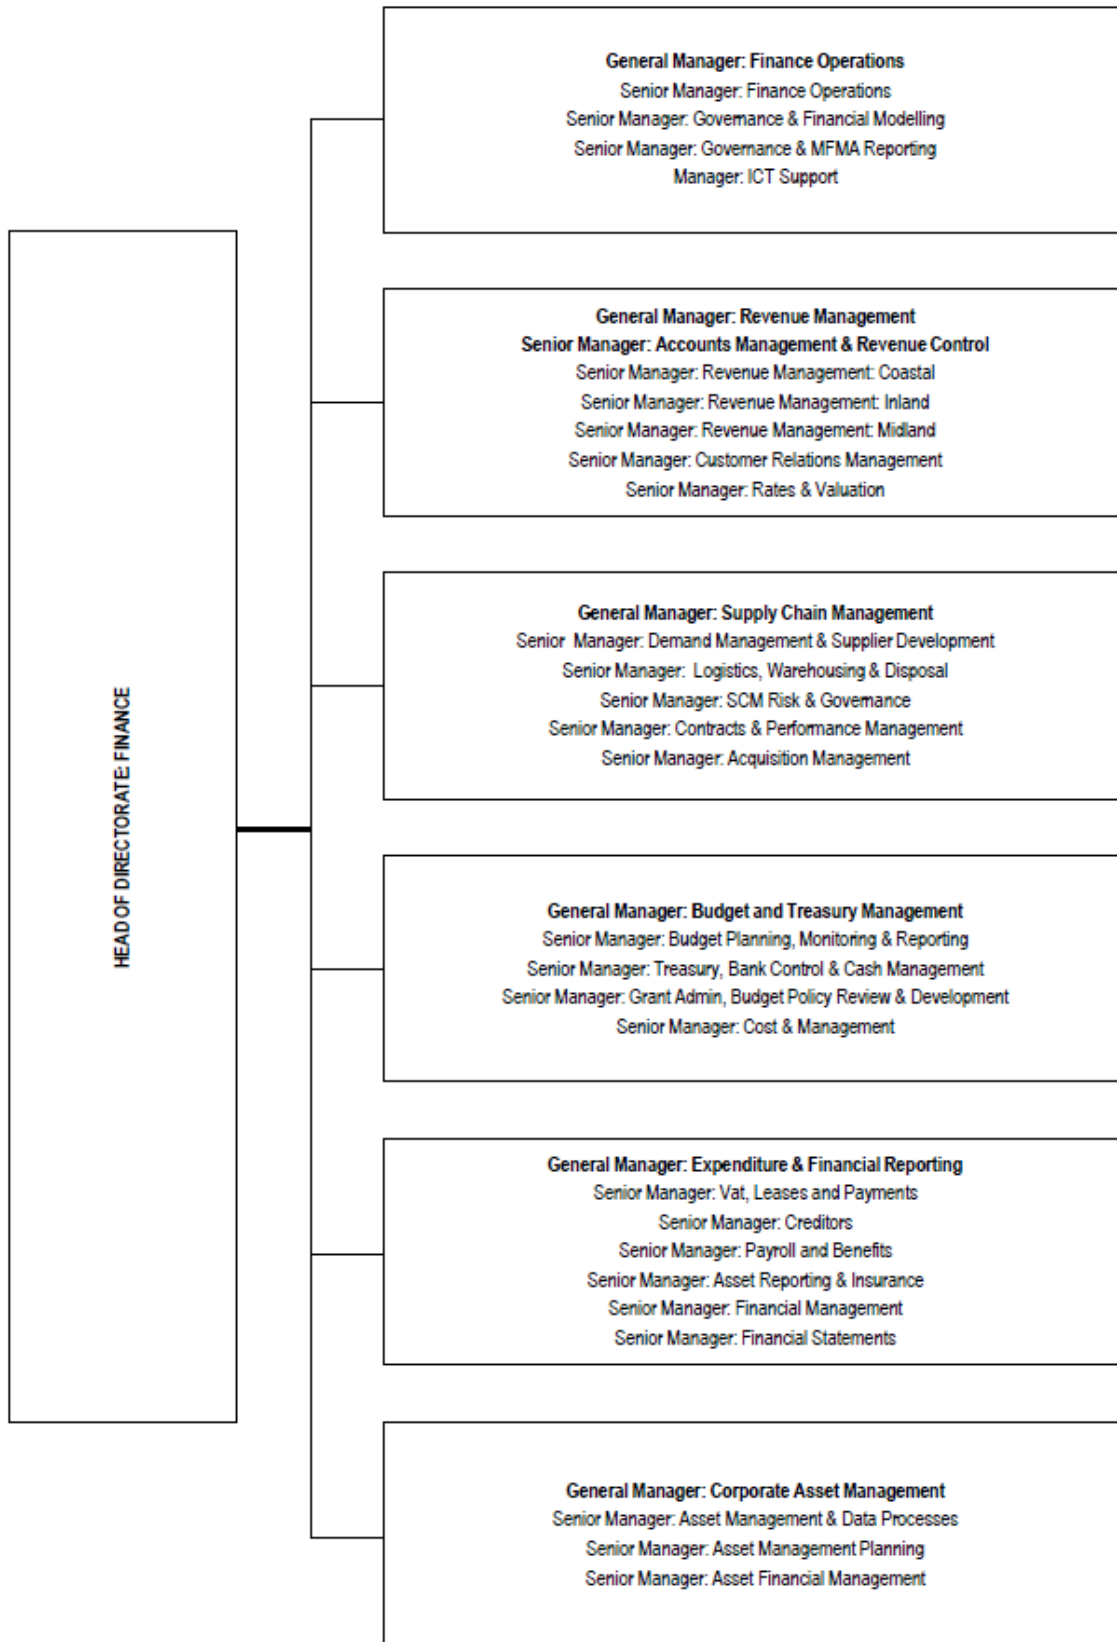 HEAD OF DIRECTORATE: FINANCE
General Manager: Finance Operations
Senior Manager: Finance Operations
Senior Manager: Governance & Financial Modelling
Senior Manager: Governance & MFMA Reporting
Manager: ICT Support
General Manager: Revenue Management
Senior Manager: Accounts Management & Revenue Control
Senior Manager: Revenue Management: Coastal
Senior Manager: Revenue Management: Inland
Senior Manager: Revenue Management: Midland
Senior Manager: Customer Relations Management
Senior Manager: Rates & Valuation
General Manager: Supply Chain Management
Senior Manager: Demand Management & Supplier Development
Senior Manager: Logistics, Warehousing & Disposal
Senior Manager: SCM Risk & Governance
Senior Manager: Contracts & Performance Management
Senior Manager: Acquisition Management
General Manager: Budget and Treasury Management
Senior Manager: Budget Planning, Monitoring & Reporting
Senior Manager: Treasury, Bank Control & Cash Management
Senior Manager: Grant Admin, Budget Policy Review & Development
Senior Manager: Cost & Management
General Manager: Expenditure & Financial Reporting
Senior Manager: Vat, Leases and Payments
Senior Manager: Creditors
Senior Manager: Payroll and Benefits
Senior Manager: Asset Reporting & Insurance
Senior Manager: Financial Management
Senior Manager: Financial Statements
General Manager: Corporate Asset Management
Senior Manager: Asset Management & Data Processes
Senior Manager: Asset Management Planning
Senior Manager: Asset Financial Management